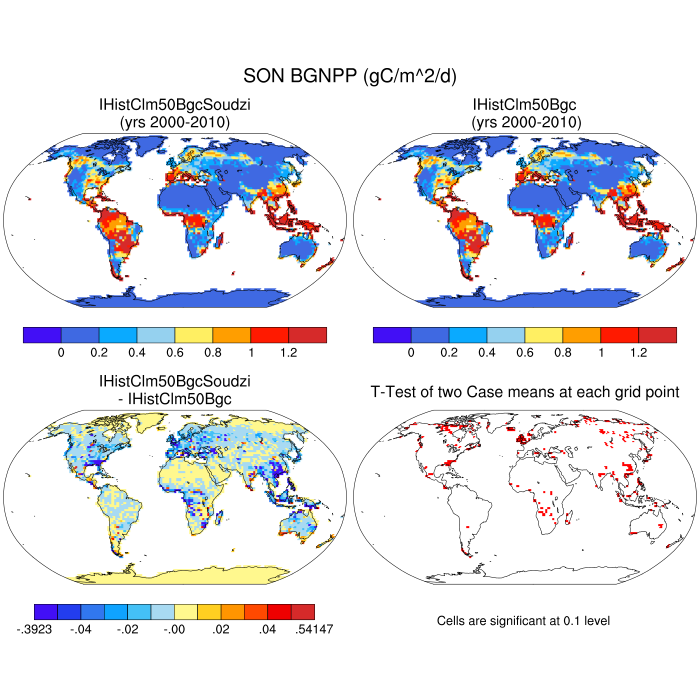 SON BGNPP (gC/m^2/d)
IHistClm50BgcSoudzi
(yrs 2000-2010)
IHistClm50Bgc
(yrs 2000-2010)
0 0.2 0.4 0.6 0.8 1 1.2
0 0.2 0.4 0.6 0.8 1 1.2
IHistClm50BgcSoudzi
- IHistClm50Bgc
T-Test of two Case means at each grid point
-.3923 -.04 -.02 -.00 .02 .04 .54147
Cells are significant at 0.1 level